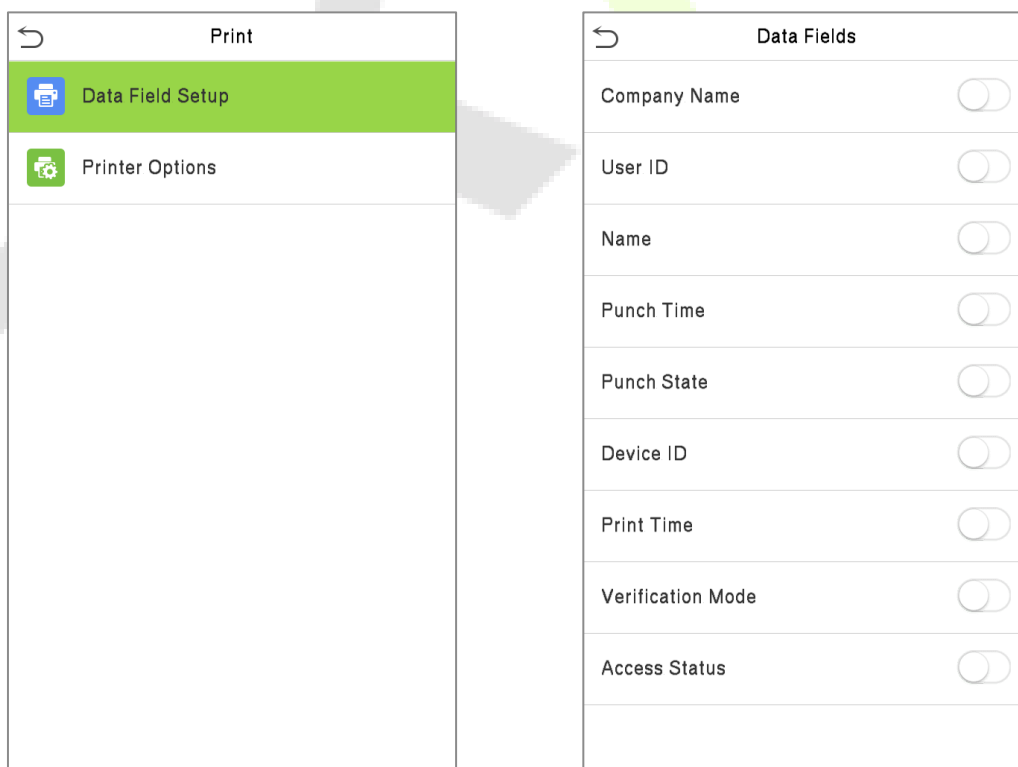 Print
Data Field Setup
Printer Options
Data Fields
Company Name
User ID
Name
Punch Time
Punch State
Device ID
Print Time
Verification Mode
Access Status